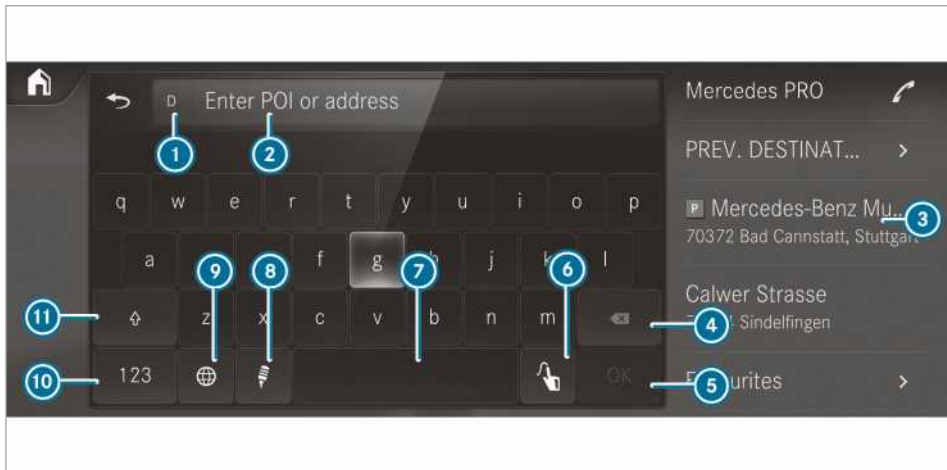 Mercedes PRO
D Enter POI or address
1 2
PREV. DESTINAT...
q w e r t y u i o p
P Mercedes-Benz Mu... 3
70372 Bad Cannstatt, Stuttgart
a f g h j k l
9 8 7 6
Calwer Strasse
11 z x c v b n m 4
Sindelfingen
10 123 OK 5